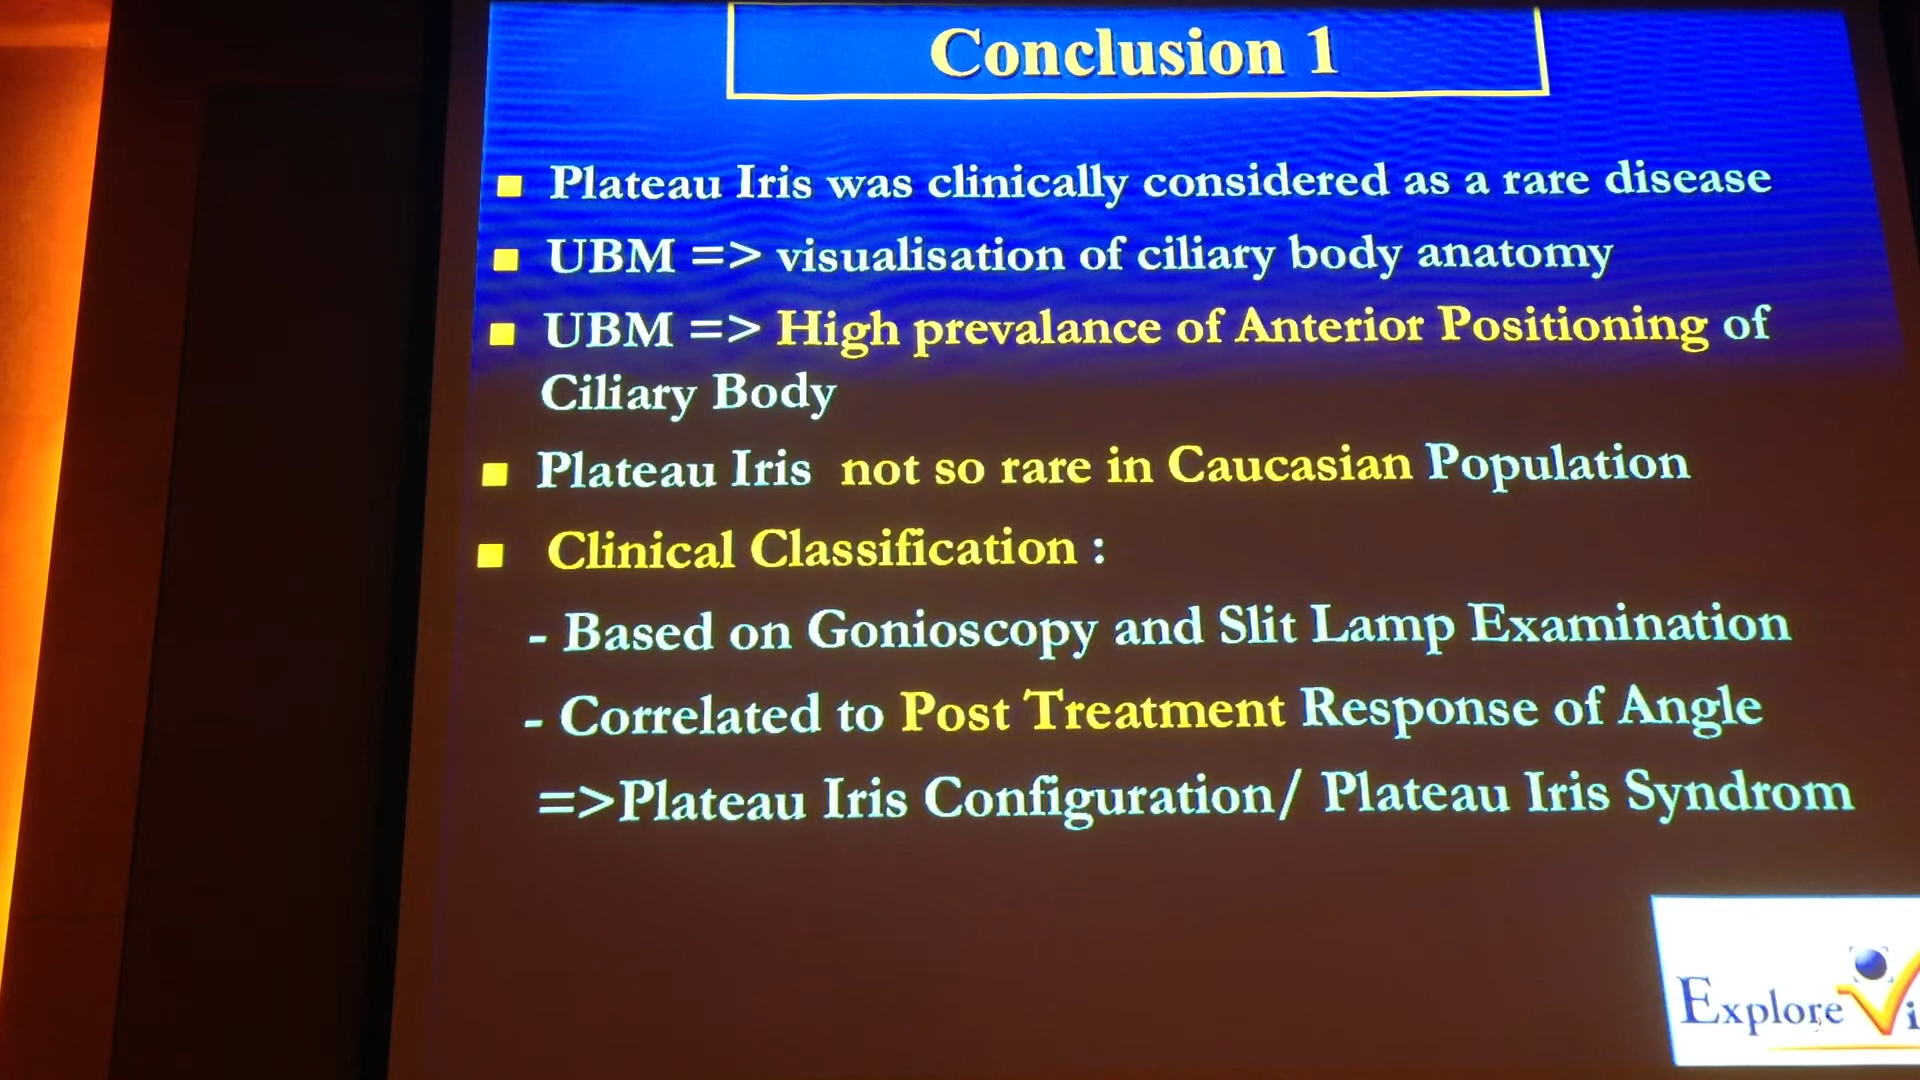 Conclusion 1
■ Plateau Iris was clinically considered as a rare disease
■ UBM => visualisation of ciliary body anatomy
■ UBM => High prevalance of Anterior Positioning of
Ciliary Body
■ Plateau Iris not so rare in Caucasian Population
■ Clinical Classification :
- Based on Gonioscopy and Slit Lamp Examination
- Correlated to Post Treatment Response of Angle
=>Plateau Iris Configuration/ Plateau Iris Syndrom
Explore Vi